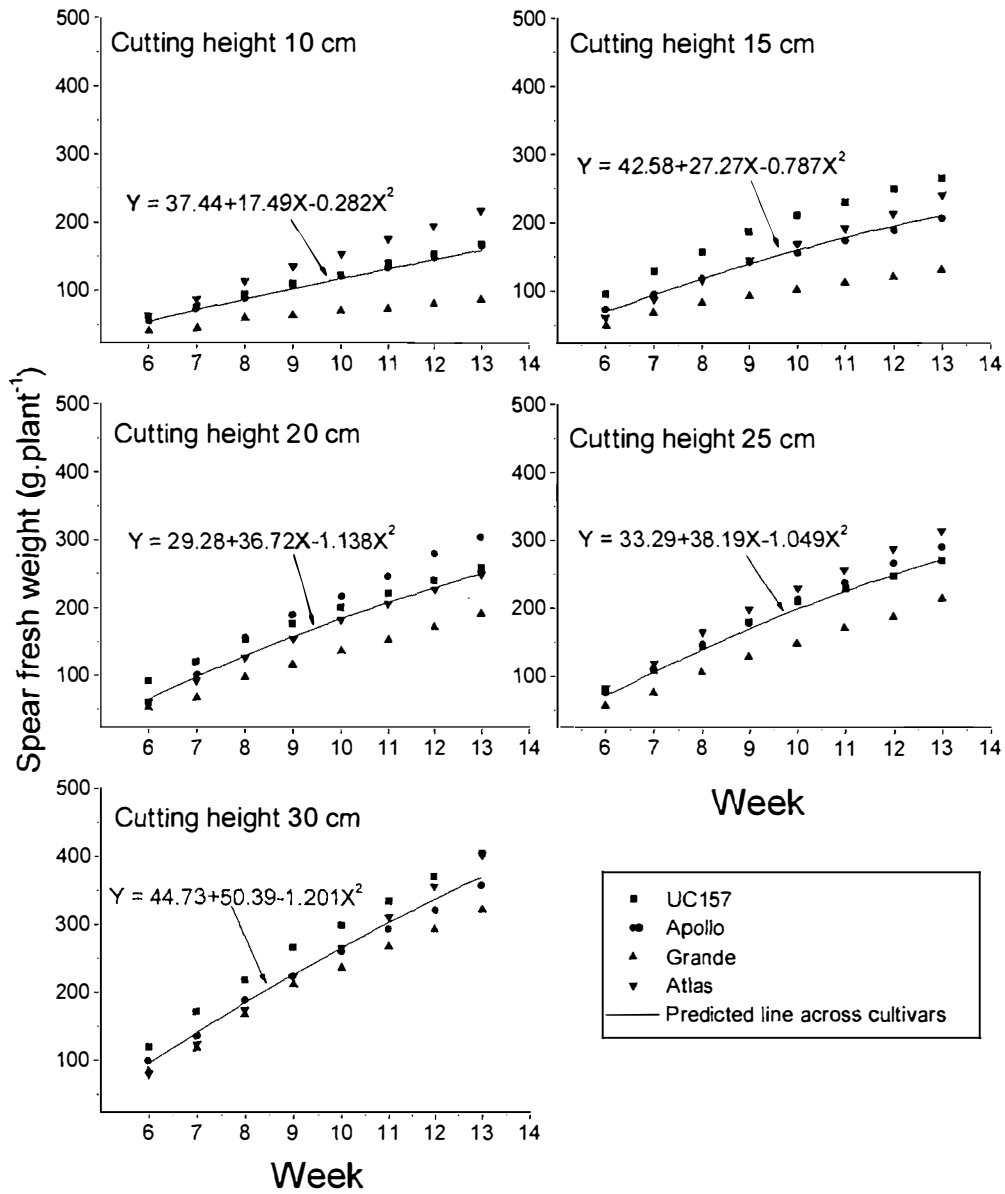 Spear fresh weight (g.plant⁻¹)
Cutting height 10 cm
500
400
300
200
100
Y = 37.44+17.49X-0.282X²
6 7 8 9 10 11 12 13 14
Cutting height 15 cm
500
400
300
200
100
Y = 42.58+27.27X-0.787X²
6 7 8 9 10 11 12 13 14
Cutting height 20 cm
500
400
300
200
100
Y = 29.28+36.72X-1.138X²
6 7 8 9 10 11 12 13 14
Cutting height 25 cm
500
400
300
200
100
Y = 33.29+38.19X-1.049X²
6 7 8 9 10 11 12 13 14
Week
Cutting height 30 cm
500
400
300
200
100
Y = 44.73+50.39-1.201X²
6 7 8 9 10 11 12 13 14
Week
UC157
Apollo
Grande
Atlas
Predicted line across cultivars